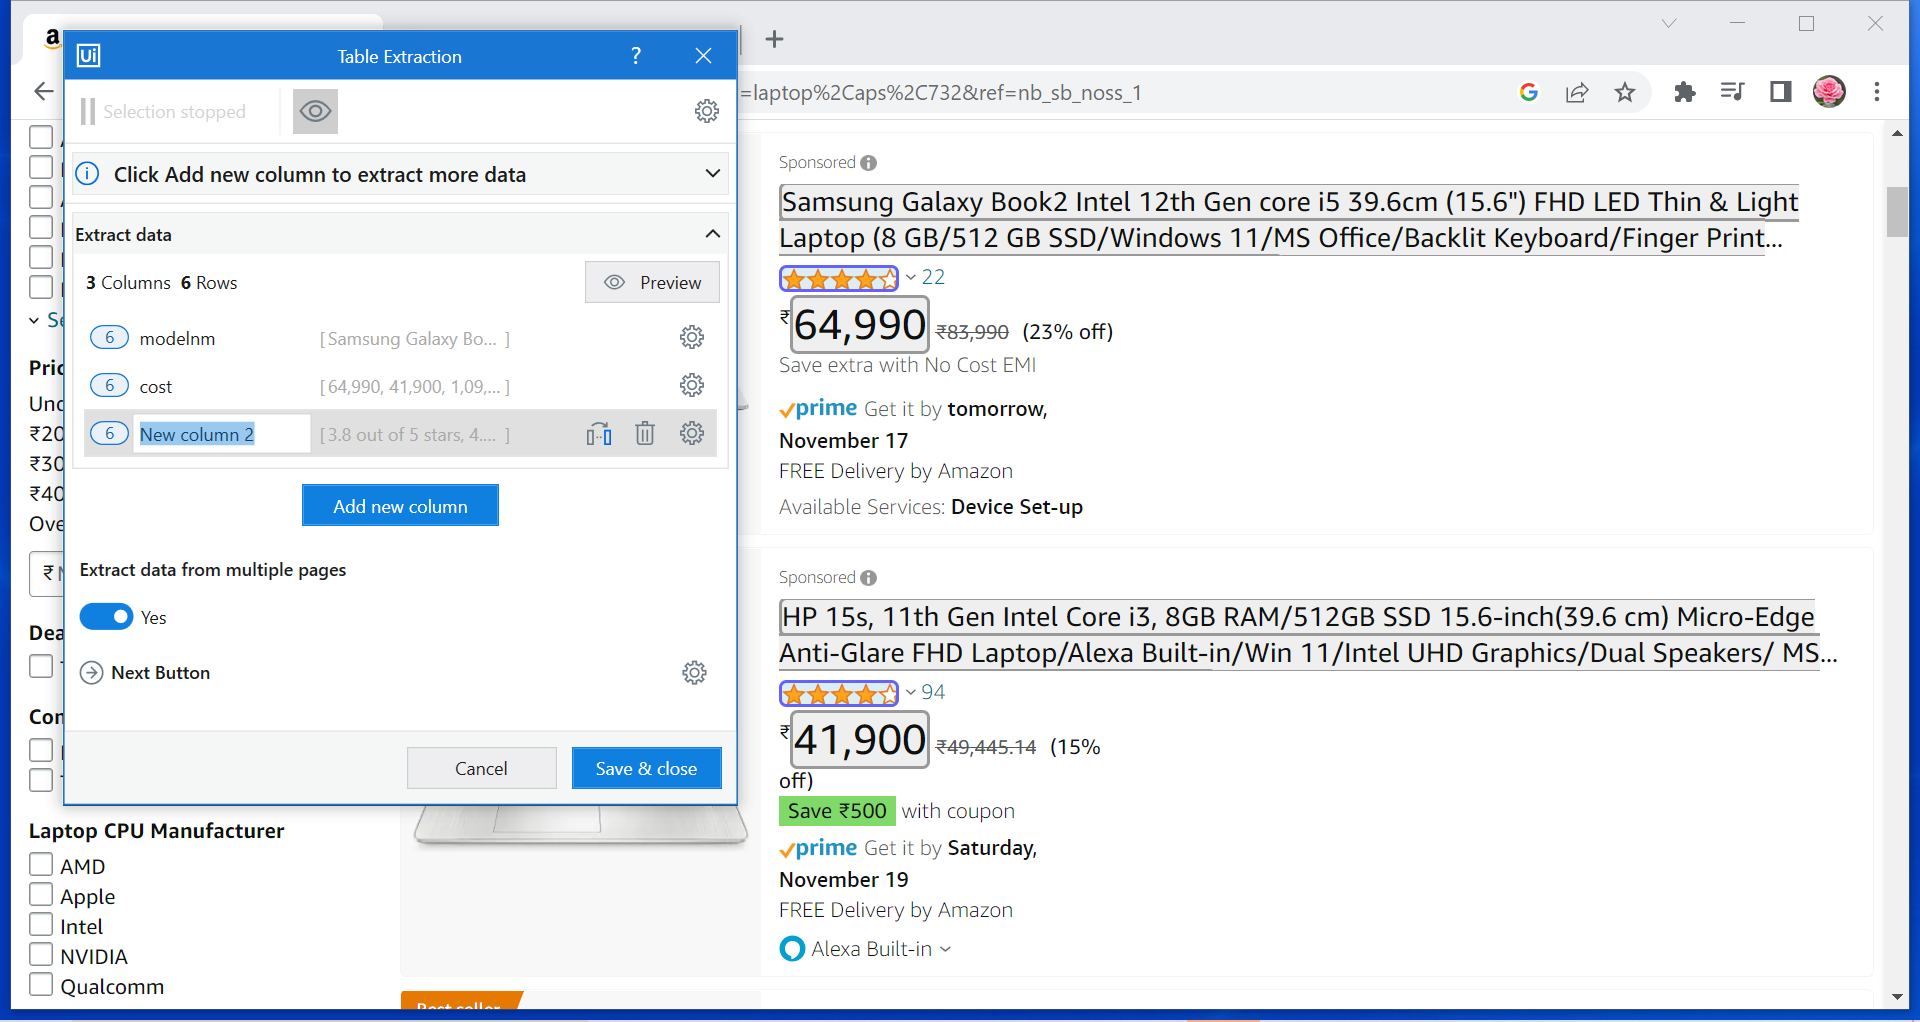 a
Ui Table Extraction ?
Selection stopped
=laptop%2Caps%2C732&ref=nb_sb_noss_1
Click Add new column to extract more data
Extract data
3 Columns 6 Rows
Preview
6 modelnm [ Samsung Galaxy Bo... ]
6 cost [ 64,990, 41,900, 1,09,... ]
6 New column 2 [ 3.8 out of 5 stars, 4.... ]
Add new column
Extract data from multiple pages
Yes
Next Button
Cancel
Save & close
₹20
₹30
₹40
Laptop CPU Manufacturer
AMD
Apple
Intel
NVIDIA
Qualcomm
Sponsored
Samsung Galaxy Book2 Intel 12th Gen core i5 39.6cm (15.6") FHD LED Thin & Light
Laptop (8 GB/512 GB SSD/Windows 11/MS Office/Backlit Keyboard/Finger Print...
22
₹64,990 ₹83,990 (23% off)
Save extra with No Cost EMI
prime Get it by tomorrow,
November 17
FREE Delivery by Amazon
Available Services: Device Set-up
Sponsored
HP 15s, 11th Gen Intel Core i3, 8GB RAM/512GB SSD 15.6-inch(39.6 cm) Micro-Edge
Anti-Glare FHD Laptop/Alexa Built-in/Win 11/Intel UHD Graphics/Dual Speakers/ MS...
94
₹41,900 ₹49,445.14 (15%
off)
Save ₹500 with coupon
prime Get it by Saturday,
November 19
FREE Delivery by Amazon
Alexa Built-in
Best seller